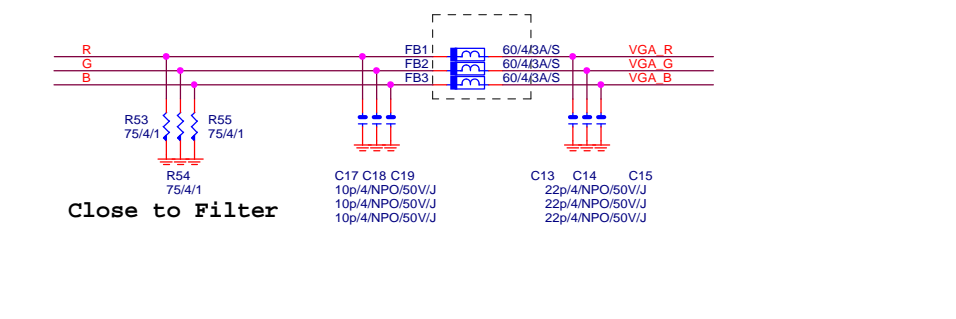 R FB1 60/4/3A/S VGA_R
G FB2 60/4/3A/S VGA_G
B FB3 60/4/3A/S VGA_B
R53 R55
75/4/1 75/4/1
R54
75/4/1
C17 C18 C19
10p/4/NPO/50V/J
10p/4/NPO/50V/J
10p/4/NPO/50V/J
C13 C14 C15
22p/4/NPO/50V/J
22p/4/NPO/50V/J
22p/4/NPO/50V/J
Close to Filter